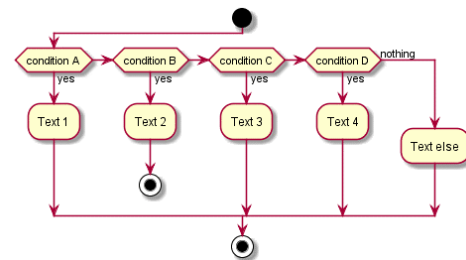 condition A
condition B
condition C
condition D
nothing
yes
yes
yes
yes
Text 1
Text 2
Text 3
Text 4
Text else